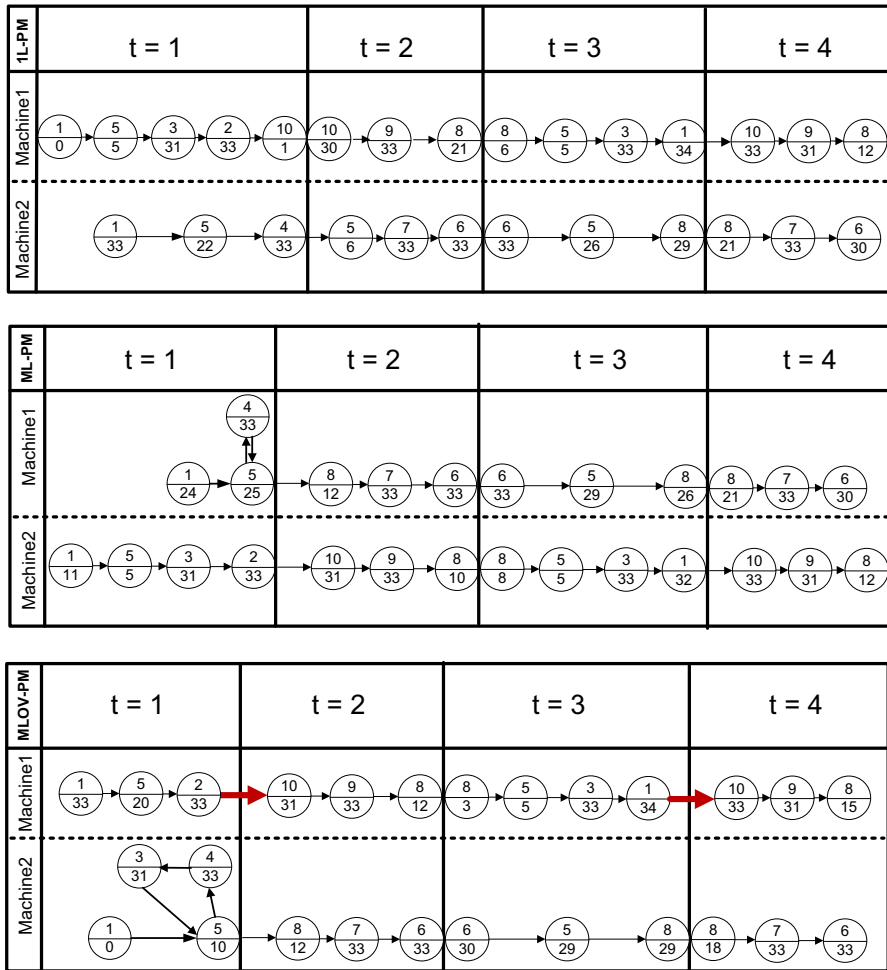 1L-PM t = 1 t = 2 t = 3 t = 4
Machine1
1 5 3 2 10 10 9 8 8 5 3 1 10 9 8
0 5 31 33 1 30 33 21 6 5 33 34 33 31 12
Machine2
1 5 4 5 7 6 6 5 8 8 7 6
33 22 33 6 33 33 33 26 29 21 33 30
ML-PM t = 1 t = 2 t = 3 t = 4
Machine1
4
33
1 5 8 7 6 6 5 8 8 7 6
24 25 12 33 33 33 29 26 21 33 30
Machine2
1 5 3 2 10 9 8 8 5 3 1 10 9 8
11 5 31 33 31 33 10 8 5 33 32 33 31 12
MLOV-PM t = 1 t = 2 t = 3 t = 4
Machine1
1 5 2 10 9 8 8 5 3 1 10 9 8
33 20 33 31 33 12 3 5 33 34 33 31 15
Machine2
3 4
31 33
1 5 8 7 6 6 5 8 8 7 6
0 10 12 33 33 30 29 29 18 33 33